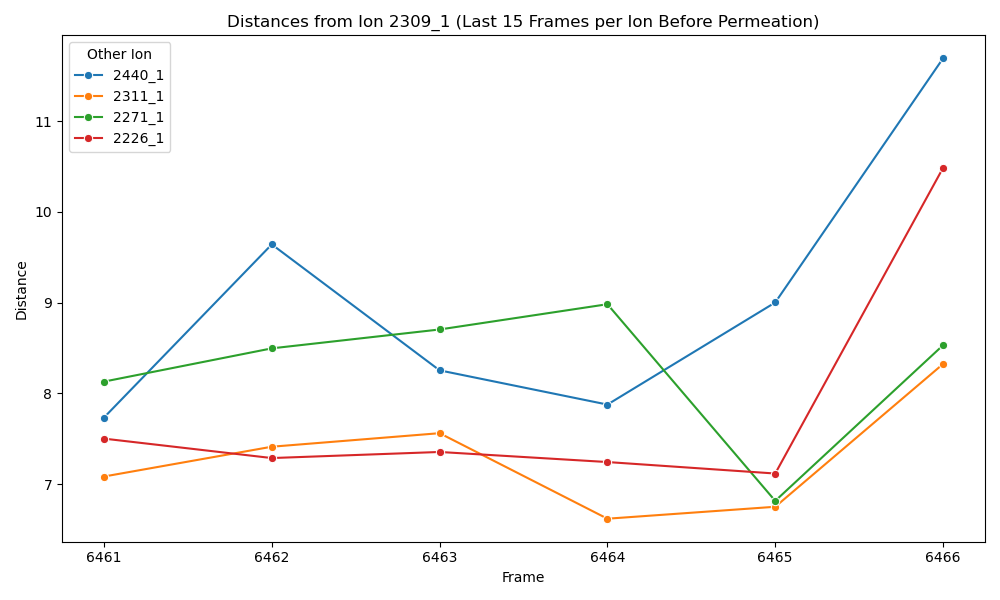 Distances from Ion 2309_1 (Last 15 Frames per Ion Before Permeation)
Other Ion
2440_1
2311_1
2271_1
2226_1
Distance
11
10
9
8
7
6461 6462 6463 6464 6465 6466
Frame